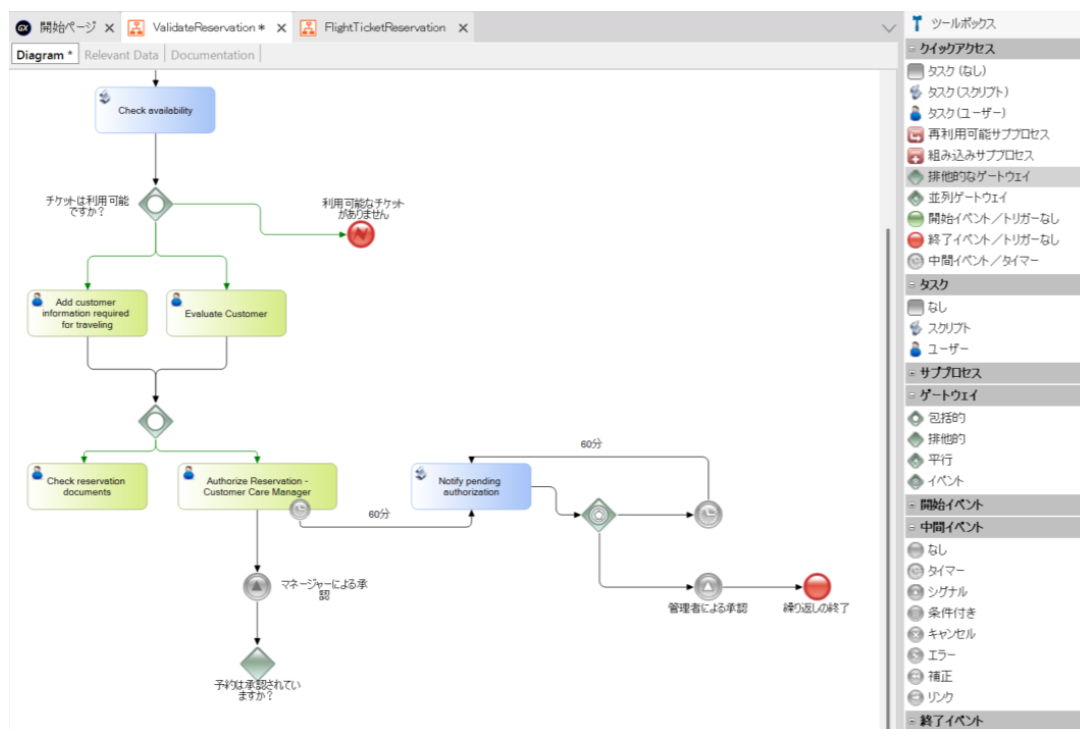 開始ページ
ValidateReservation *
FlightTicketReservation
Diagram *
Relevant Data
Documentation
Check availability
チケットは利用可能
ですか？
利用可能なチケット
がありません
Add customer
information required
for traveling
Evaluate Customer
Check reservation
documents
Authorize Reservation -
Customer Care Manager
60分
Notify pending
authorization
60分
マネージャーによる承
認
管理者による承認
繰り返しの終了
予約は承認されてい
ますか？
ツールボックス
クイックアクセス
タスク (なし)
タスク(スクリプト)
タスク(ユーザー)
再利用可能サブプロセス
組み込みサブプロセス
排他的なゲートウェイ
並列ゲートウェイ
開始イベント／トリガーなし
終了イベント／トリガーなし
中間イベント／タイマー
タスク
なし
スクリプト
ユーザー
サブプロセス
ゲートウェイ
包括的
排他的
平行
イベント
開始イベント
中間イベント
なし
タイマー
シグナル
条件付き
キャンセル
エラー
補正
リンク
終了イベント